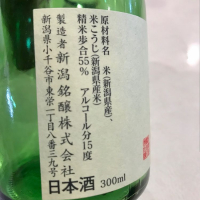 原材料名 米(新潟県産)、
米こうじ(新潟県産米)
精米歩合55% アルコール分15度
製造者 新潟銘醸株式会社
新潟県小千谷市東栄一丁目八番三九号
日本酒 300ml